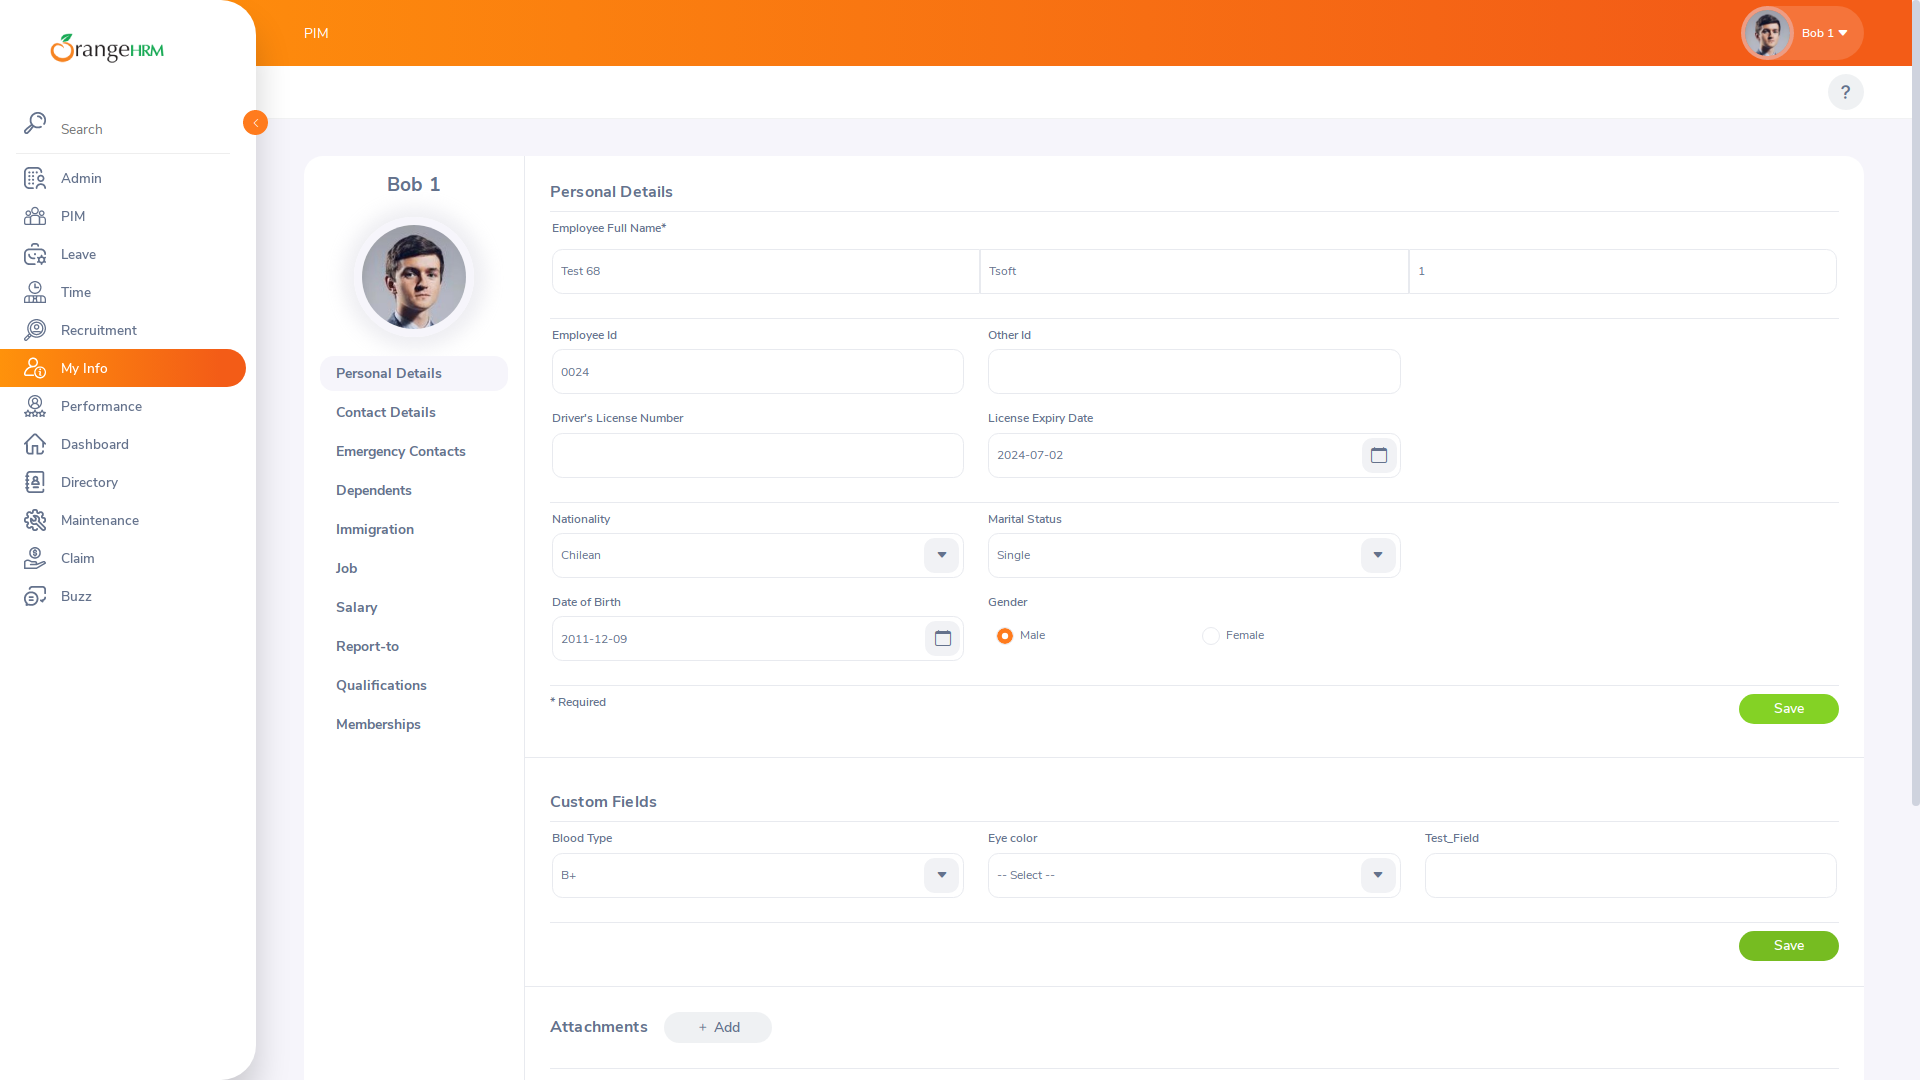 OrangeHRM
PIM
Bob 1
?
Search
Admin
PIM
Leave
Time
Recruitment
My Info
Performance
Dashboard
Directory
Maintenance
Claim
Buzz
Bob 1
Personal Details
Contact Details
Emergency Contacts
Dependents
Immigration
Job
Salary
Report-to
Qualifications
Memberships
Personal Details
Employee Full Name*
Test 68 Tsoft 1
Employee Id Other Id
0024
Driver's License Number License Expiry Date
2024-07-02
Nationality Marital Status
Chilean Single
Date of Birth Gender
2011-12-09 Male Female
* Required Save
Custom Fields
Blood Type Eye color Test_Field
B+ -- Select --
Save
Attachments + Add